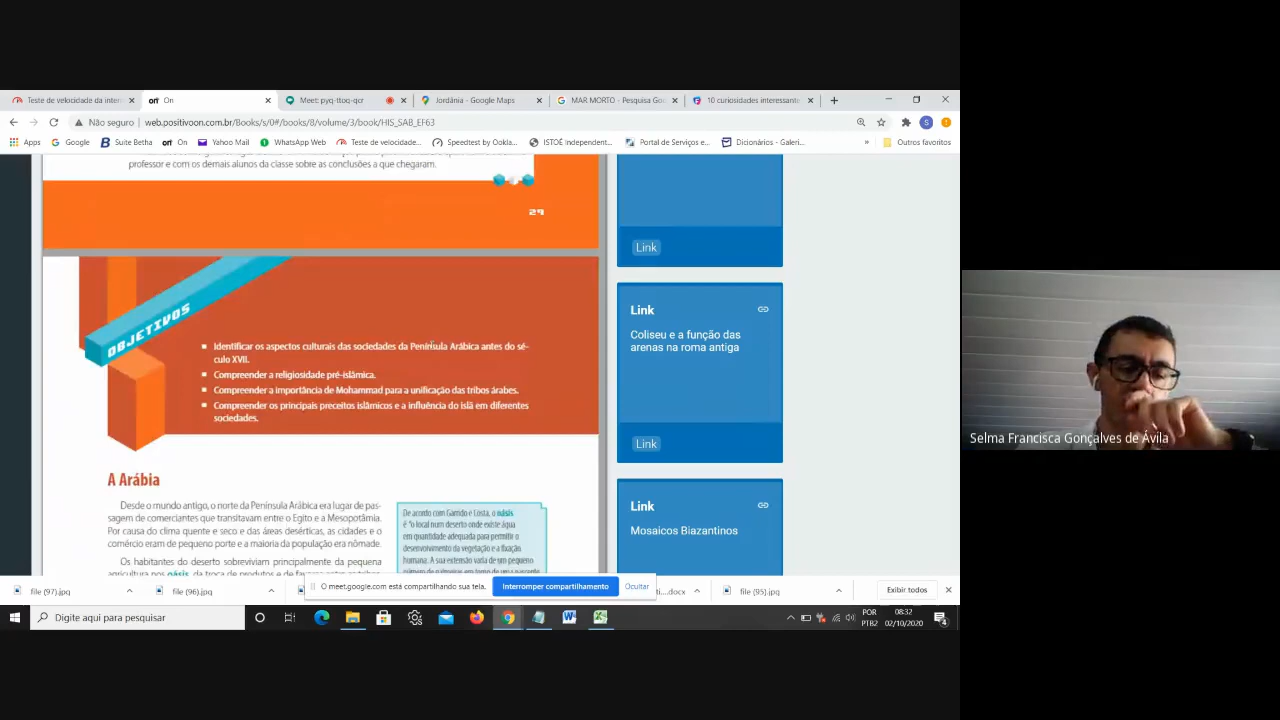 Teste de velocidade da inter
On
Meet: pyq-ttoq-qcr
Jordânia - Google Maps
MAR MORTO - Pesquisa Goo
10 curiosidades interessante
Não seguro
web.positivoon.com.br/Books/s/0#/books/8/volume/3/book/HIS_SAB_EF63
Apps
Google
Suite Betha
Yahoo Mail
WhatsApp Web
Teste de velocidade...
Speedtest by Ookla...
ISTOÉ Independent...
Portal de Serviços e...
Dicionários - Galeri...
Outros favoritos
professor e com os demais alunos da classe sobre as conclusões a que chegaram.
29
OBJETIVOS
Identificar os aspectos culturais das sociedades da Península Arábica antes do sé-
culo XVII.
Compreender a religiosidade pré-islâmica.
Compreender a importância de Mohammad para a unificação das tribos árabes.
Compreender os principais preceitos islâmicos e a influência do Islã em diferentes
sociedades.
A Arábia
Desde o mundo antigo, o norte da Península Arábica era lugar de pas-
sagem de comerciantes que transitavam entre o Egito e a Mesopotâmia.
Por causa do clima quente e seco e das áreas desérticas, as cidades e o
comércio eram de pequeno porte e a maioria da população era nômade.
Os habitantes do deserto sobreviviam principalmente da pequena
De acordo com Garrido e Costa, o oásis
é "o local num deserto onde existe água
em quantidade adequada para permitir o
desenvolvimento da vegetação e a fixação
humana. A sua extensão varia de um pequeno
Link
Link
Coliseu e a função das
arenas na roma antiga
Link
Link
Mosaicos Biazantinos
Selma Francisca Gonçalves de Ávila
O meet.google.com está compartilhando sua tela.
Interromper compartilhamento
Ocultar
file (97).jpg
file (96).jpg
...docx
file (95).jpg
Exibir todos
Digite aqui para pesquisar
POR
PTB2
08:32
02/10/2020
4